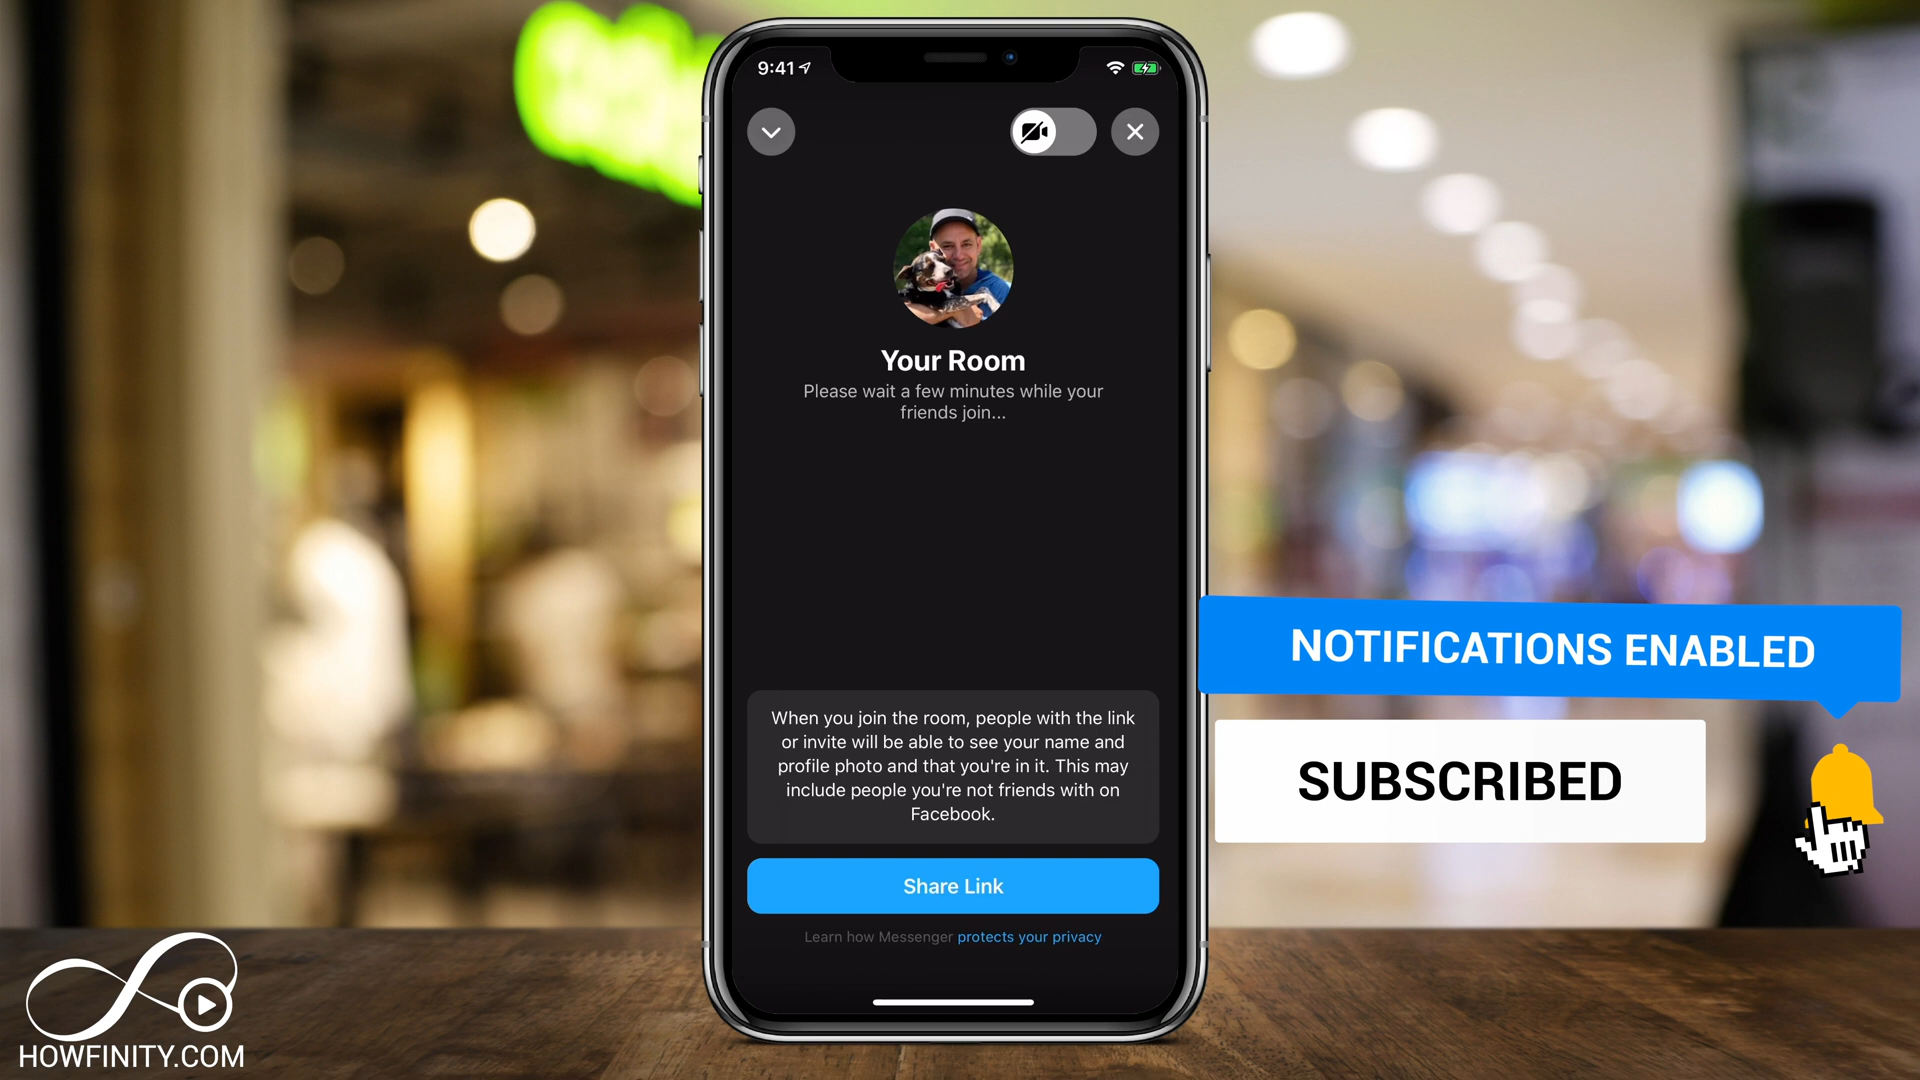 9:41
Your Room
Please wait a few minutes while your
friends join...
When you join the room, people with the link
or invite will be able to see your name and
profile photo and that you're in it. This may
include people you're not friends with on
Facebook.
Share Link
Learn how Messenger protects your privacy
NOTIFICATIONS ENABLED
SUBSCRIBED
HOWFINITY.COM